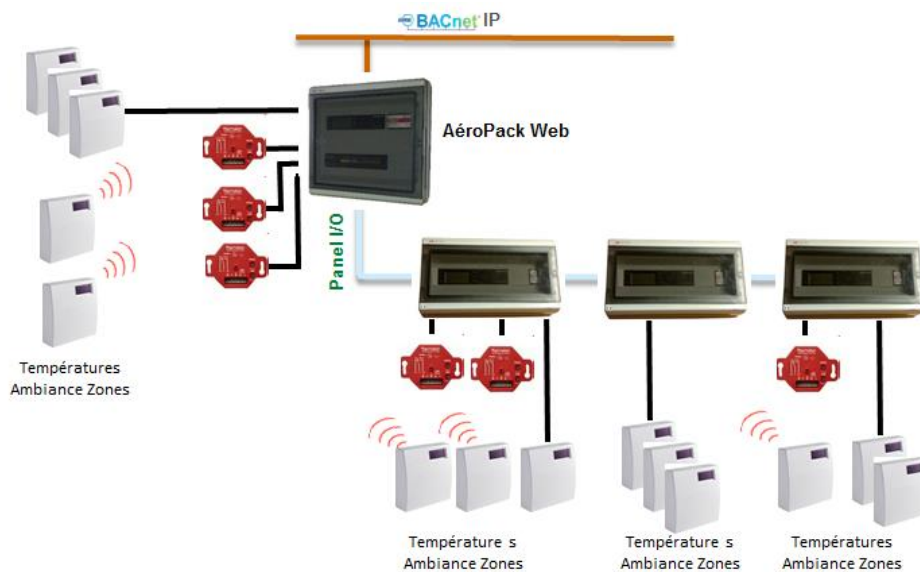 BACnet IP
AéroPack Web
Panel I/O
Températures
Ambiance Zones
Température s
Ambiance Zones
Température s
Ambiance Zones
Températures
Ambiance Zones